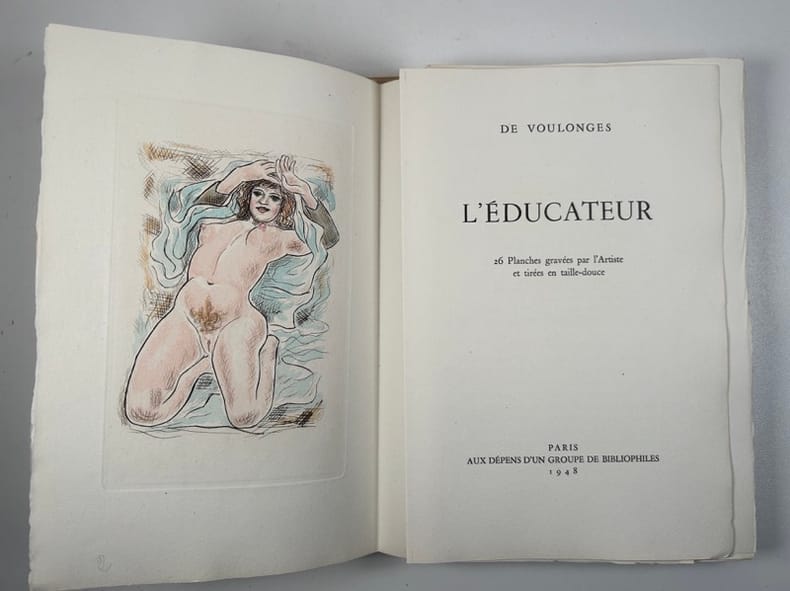 DE VOULONGES
L'ÉDUCATEUR
26 Planches gravées par l'Artiste
et tirées en taille-douce
PARIS
AUX DÉPENS D'UN GROUPE DE BIBLIOPHILES
1948